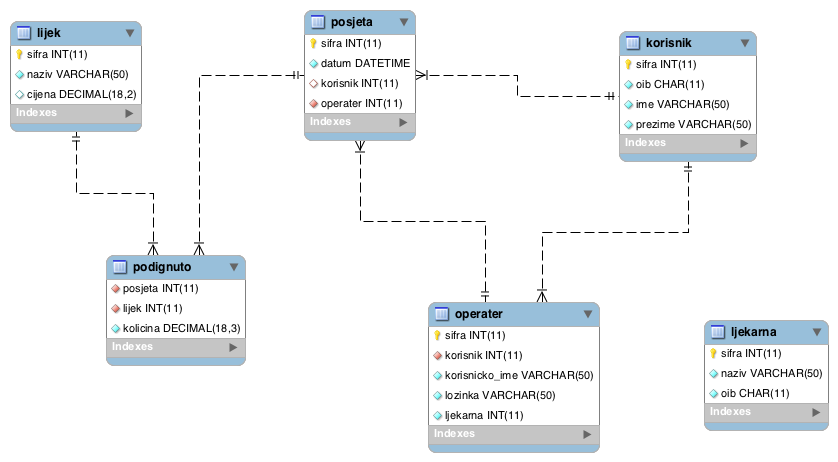 lijek
sifra INT(11)
naziv VARCHAR(50)
cijena DECIMAL(18,2)
Indexes
posjeta
sifra INT(11)
datum DATETIME
korisnik INT(11)
operater INT(11)
Indexes
korisnik
sifra INT(11)
oib CHAR(11)
ime VARCHAR(50)
prezime VARCHAR(50)
Indexes
podignuto
posjeta INT(11)
lijek INT(11)
kolicina DECIMAL(18,3)
Indexes
operater
sifra INT(11)
korisnik INT(11)
korisnicko_ime VARCHAR(50)
lozinka VARCHAR(50)
ljekarna INT(11)
Indexes
ljekarna
sifra INT(11)
naziv VARCHAR(50)
oib CHAR(11)
Indexes